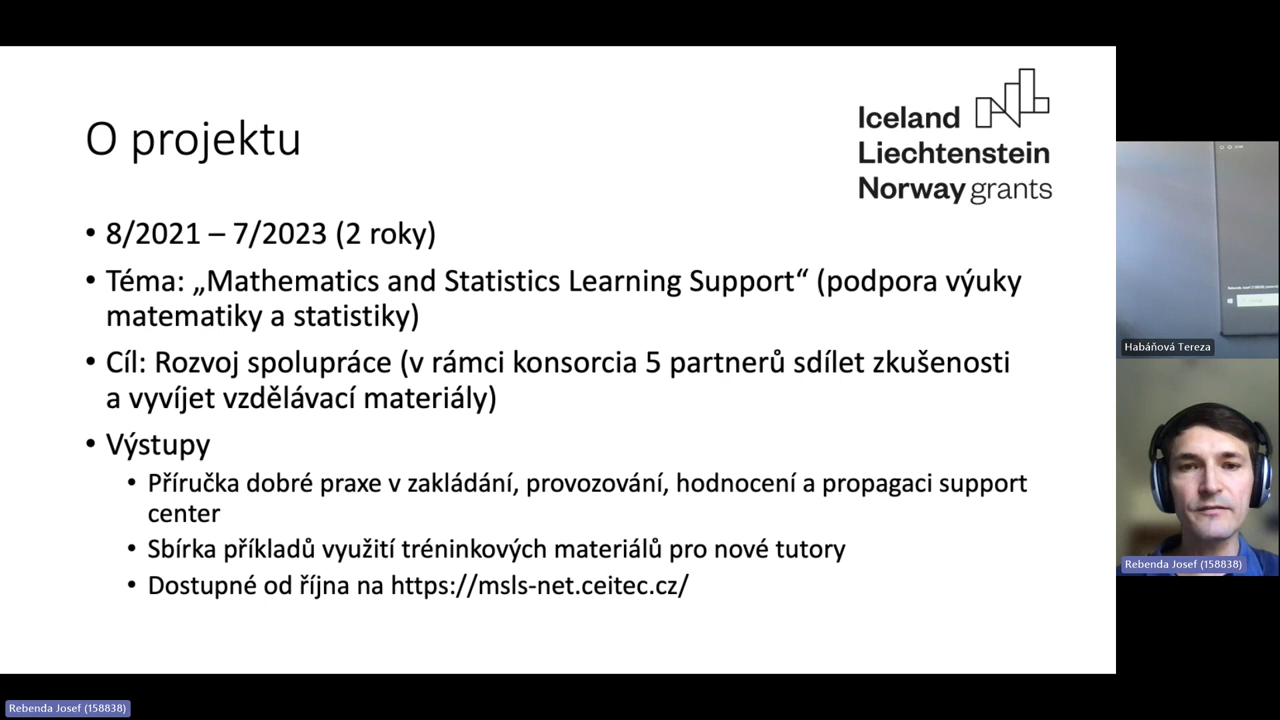 O projektu
Iceland
Liechtenstein
Norway grants
• 8/2021 – 7/2023 (2 roky)
• Téma: „Mathematics and Statistics Learning Support“ (podpora výuky
matematiky a statistiky)
• Cíl: Rozvoj spolupráce (v rámci konsorcia 5 partnerů sdílet zkušenosti
a vyvíjet vzdělávací materiály)
• Výstupy
• Příručka dobré praxe v zakládání, provozování, hodnocení a propagaci support
center
• Sbírka příkladů využití tréninkových materiálů pro nové tutory
• Dostupné od října na https://msls-net.ceitec.cz/
Habáňová Tereza
Rebenda Josef (158838)
Rebenda Josef (158838)